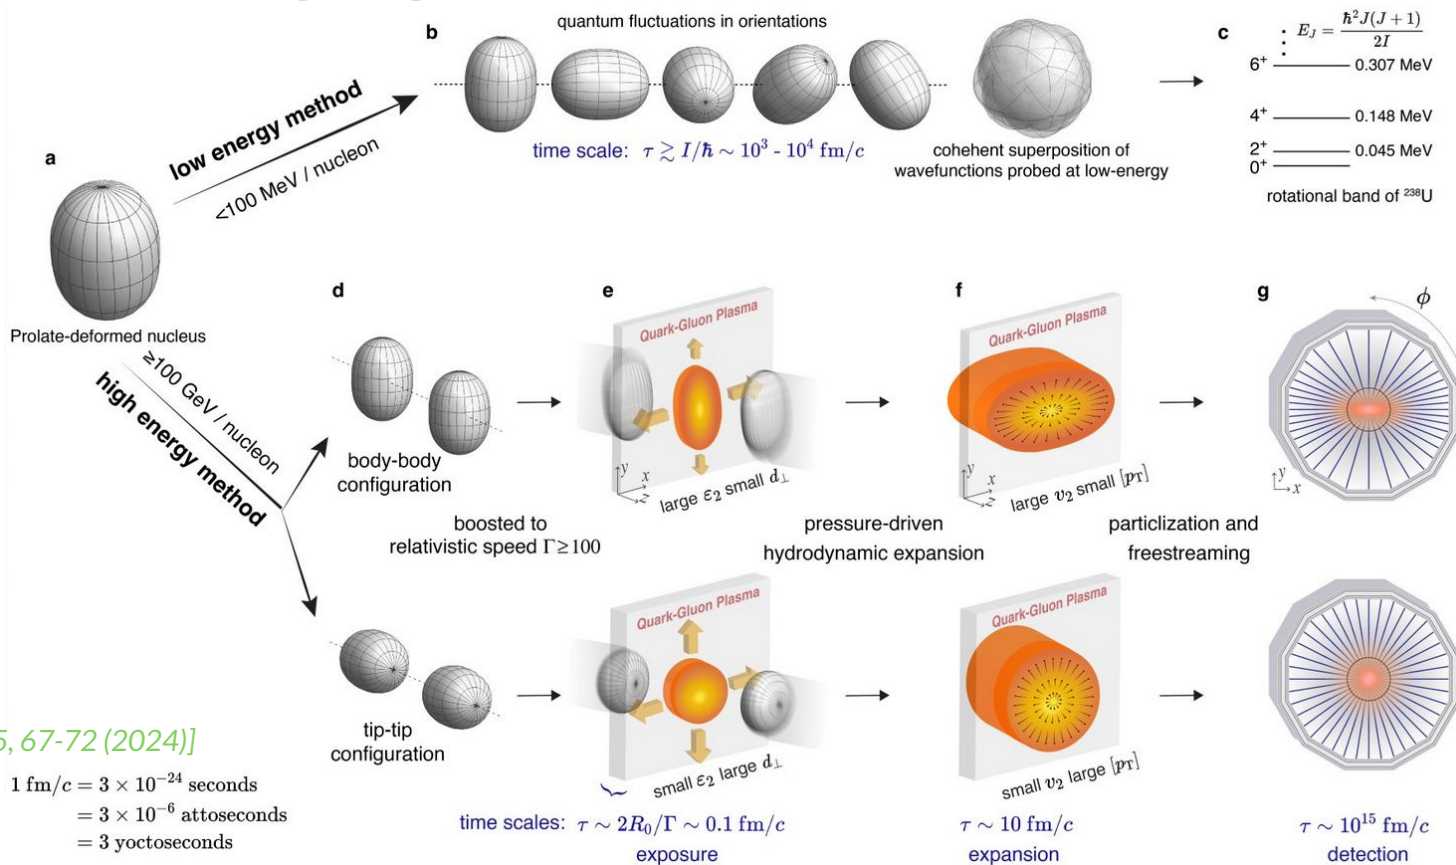 b
quantum fluctuations in orientations
time scale: τ ≳ I/ħ ~ 10³ - 10⁴ fm/c
cohehent superposition of
wavefunctions probed at low-energy
c
E_J = ħ²J(J + 1) / 2I
6⁺ 0.307 MeV
4⁺ 0.148 MeV
2⁺ 0.045 MeV
0⁺
rotational band of ²³⁸U
a
low energy method
<100 MeV / nucleon
Prolate-deformed nucleus
≥100 GeV / nucleon
high energy method
d
body-body
configuration
boosted to
relativistic speed Γ≥100
tip-tip
configuration
e
Quark-Gluon Plasma
y
x
z
large ε₂ small d⊥
pressure-driven
hydrodynamic expansion
Quark-Gluon Plasma
small ε₂ large d⊥
f
Quark-Gluon Plasma
y
x
z
large v₂ small [p_T]
particlization and
freestreaming
Quark-Gluon Plasma
small v₂ large [p_T]
g
ϕ
y
x
5, 67-72 (2024)]
1 fm/c = 3 × 10⁻²⁴ seconds
= 3 × 10⁻⁶ attoseconds
= 3 yoctoseconds
time scales: τ ~ 2R₀/Γ ~ 0.1 fm/c
exposure
τ ~ 10 fm/c
expansion
τ ~ 10¹⁵ fm/c
detection